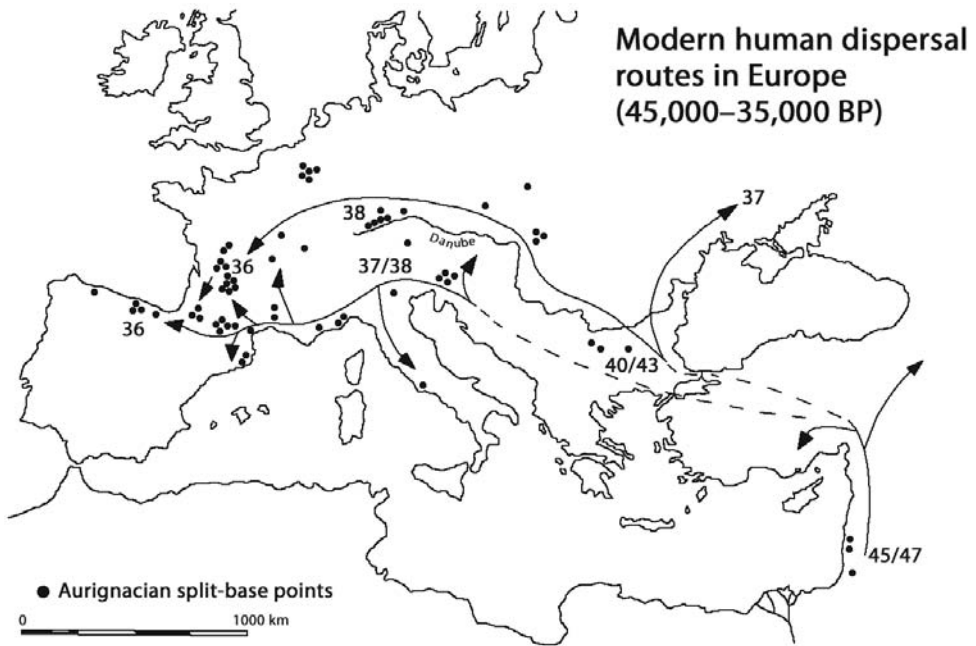 Modern human dispersal
routes in Europe
(45,000–35,000 BP)
37
38
Danube
36
37/38
36
40/43
45/47
Aurignacian split-base points
0 1000 km